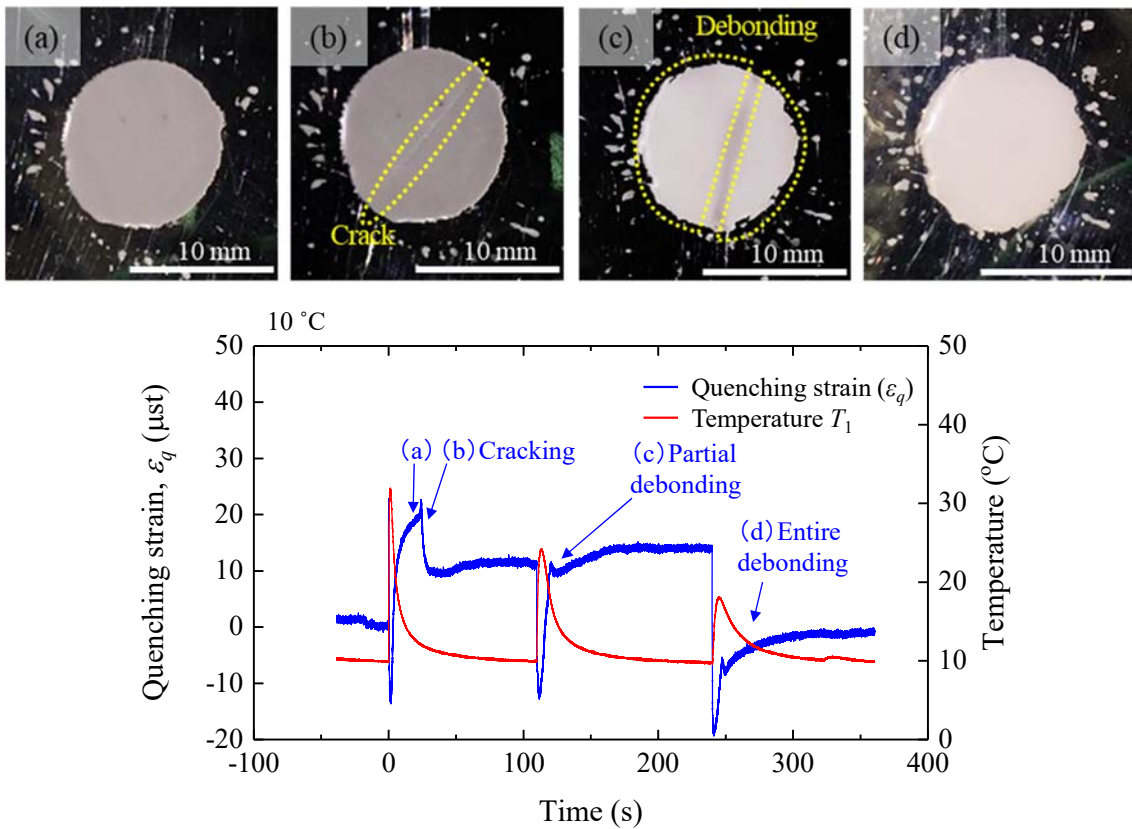 (a)
(b)
(c)
(d)
Debonding
Crack
10 mm
10 mm
10 mm
10 mm
10 ˚C
Quenching strain (εq)
Temperature T1
(a)
(b) Cracking
(c) Partial
debonding
(d) Entire
debonding
Quenching strain, εq (μst)
50
40
30
20
10
0
-10
-20
Temperature (°C)
50
40
30
20
10
0
-100
0
100
200
300
400
Time (s)